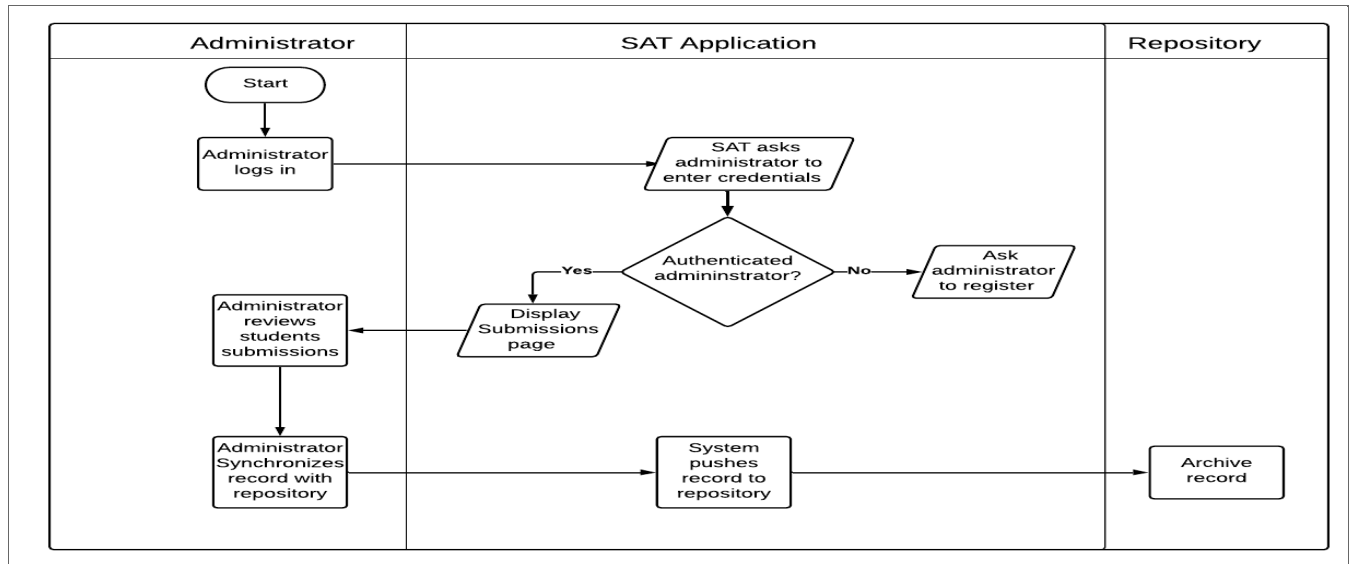 Administrator
SAT Application
Repository
Start
Administrator
logs in
SAT asks
administrator to
enter credentials
Authenticated
admininstrator?
Yes
No
Ask
administrator
to register
Display
Submissions
page
Administrator
reviews
students
submissions
Administrator
Synchronizes
record with
repository
System
pushes
record to
repository
Archive
record